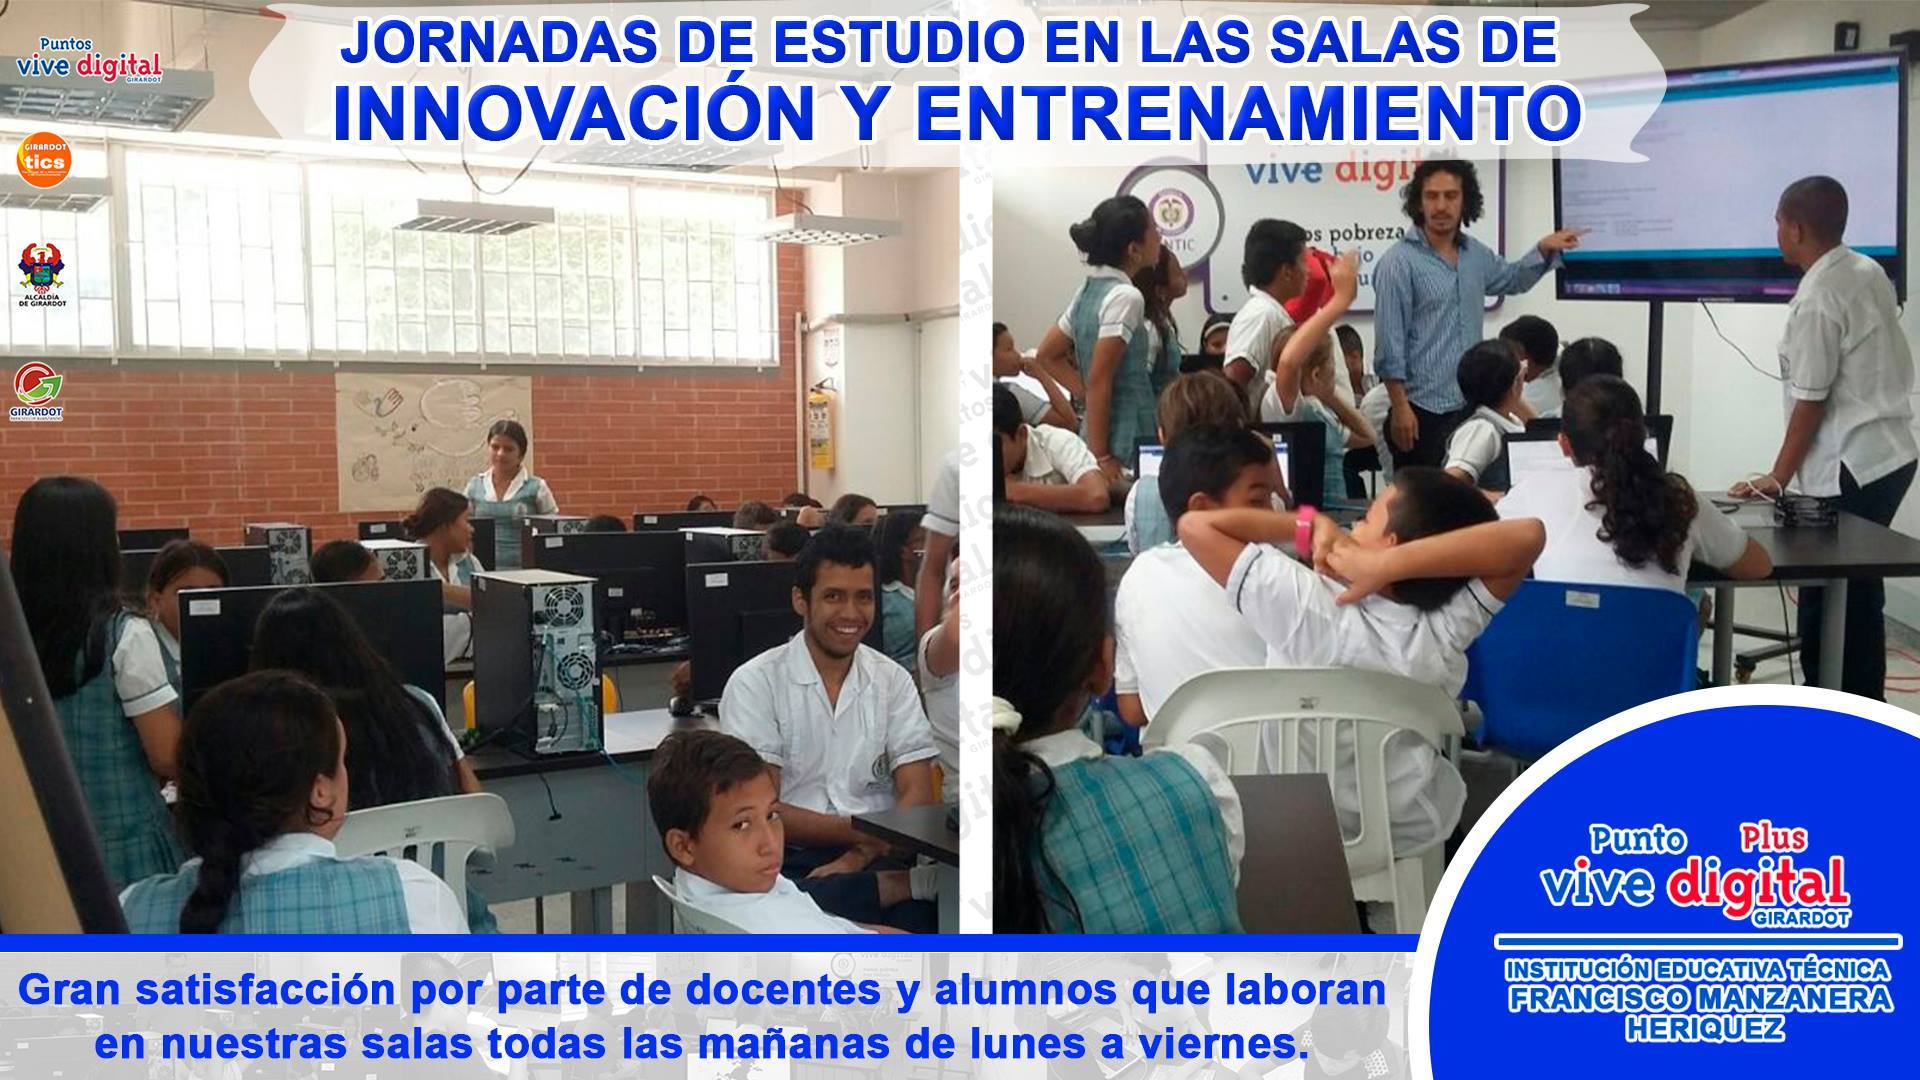 JORNADAS DE ESTUDIO EN LAS SALAS DE
INNOVACIÓN Y ENTRENAMIENTO
Puntos
vive digital
GIRARDOT
GIRARDOT
tics
ALCALDÍA
DE GIRARDOT
GIRARDOT
vive digit
pobreza
Punto Plus
vive digital
GIRARDOT
INSTITUCIÓN EDUCATIVA TÉCNICA
FRANCISCO MANZANERA
HERIQUEZ
Gran satisfacción por parte de docentes y alumnos que laboran
en nuestras salas todas las mañanas de lunes a viernes.